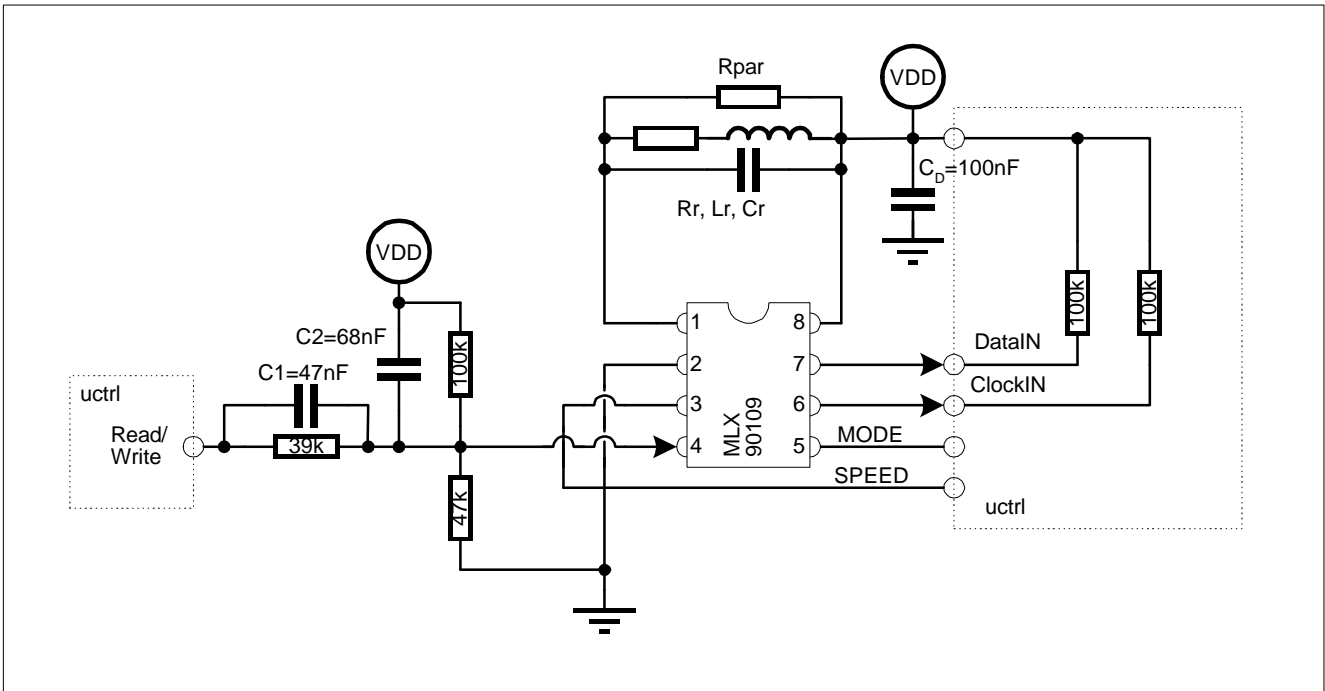 Rpar
VDD
C_D=100nF
Rr, Lr, Cr
VDD
C2=68nF
100k
C1=47nF
uctrl
Read/
Write
39k
47k
1
2
3
4
MLX
90109
8
7
6
5
100k
100k
DataIN
ClockIN
MODE
SPEED
uctrl